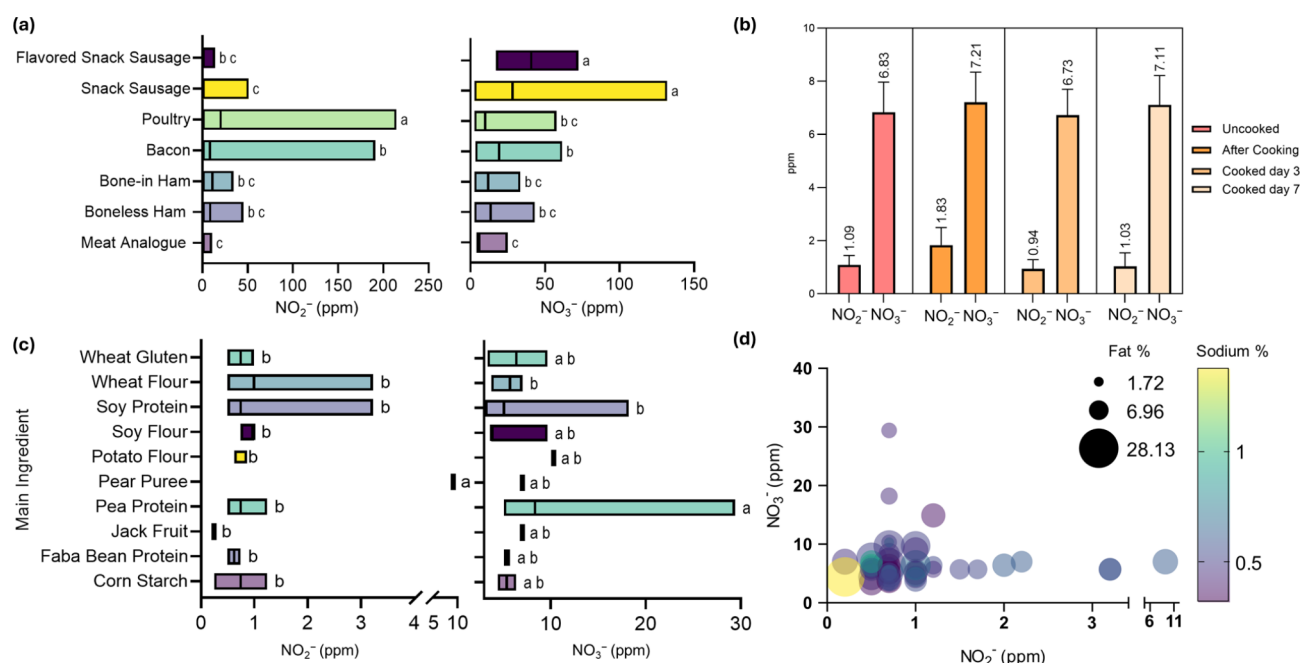 (a)
Flavored Snack Sausage
Snack Sausage
Poultry
Bacon
Bone-in Ham
Boneless Ham
Meat Analogue
b c
c
a
b
b c
b c
c
0 50 100 150 200 250
NO₂⁻ (ppm)
a
a
b c
b
b c
b c
c
0 50 100 150
NO₃⁻ (ppm)
(b)
ppm
10
8
6
4
2
0
1.09
6.83
1.83
7.21
0.94
6.73
1.03
7.11
NO₂⁻ NO₃⁻ NO₂⁻ NO₃⁻ NO₂⁻ NO₃⁻ NO₂⁻ NO₃⁻
Uncooked
After Cooking
Cooked day 3
Cooked day 7
(c)
Main Ingredient
Wheat Gluten
Wheat Flour
Soy Protein
Soy Flour
Potato Flour
Pear Puree
Pea Protein
Jack Fruit
Faba Bean Protein
Corn Starch
b
b
b
b
b
a
b
b
b
b
0 1 2 3 4 5 10
NO₂⁻ (ppm)
a b
b
b
a b
a b
a b
a
a b
a b
a b
10 20 30
NO₃⁻ (ppm)
(d)
Fat %
1.72
6.96
28.13
Sodium %
1
0.5
NO₃⁻ (ppm)
40
30
20
10
0
0 1 2 3 6 11
NO₂⁻ (ppm)